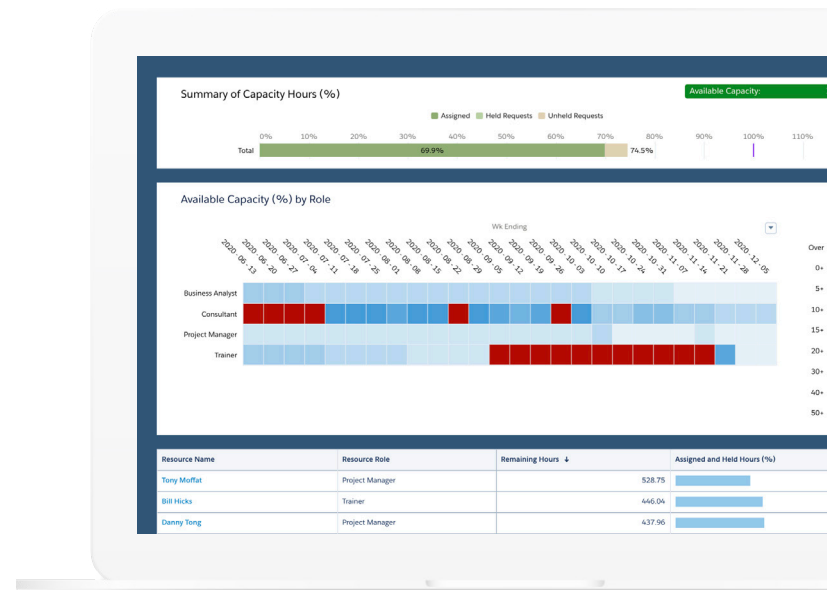 Summary of Capacity Hours (%)
Available Capacity:
Assigned Held Requests Unheld Requests
0% 10% 20% 30% 40% 50% 60% 70% 80% 90% 100% 110%
Total 69.9% 74.5%
Available Capacity (%) by Role
Wk Ending
2020-06-13
2020-06-20
2020-06-27
2020-07-04
2020-07-11
2020-07-18
2020-07-25
2020-08-01
2020-08-08
2020-08-15
2020-08-22
2020-08-29
2020-09-05
2020-09-12
2020-09-19
2020-09-26
2020-10-03
2020-10-10
2020-10-17
2020-10-24
2020-10-31
2020-11-07
2020-11-14
2020-11-21
2020-11-28
2020-12-05
Business Analyst
Consultant
Project Manager
Trainer
Over
0+
5+
10+
15+
20+
30+
40+
50+
Resource Name Resource Role Remaining Hours ↓ Assigned and Held Hours (%)
Tony Moffat Project Manager 528.75
Bill Hicks Trainer 446.04
Danny Tong Project Manager 437.96